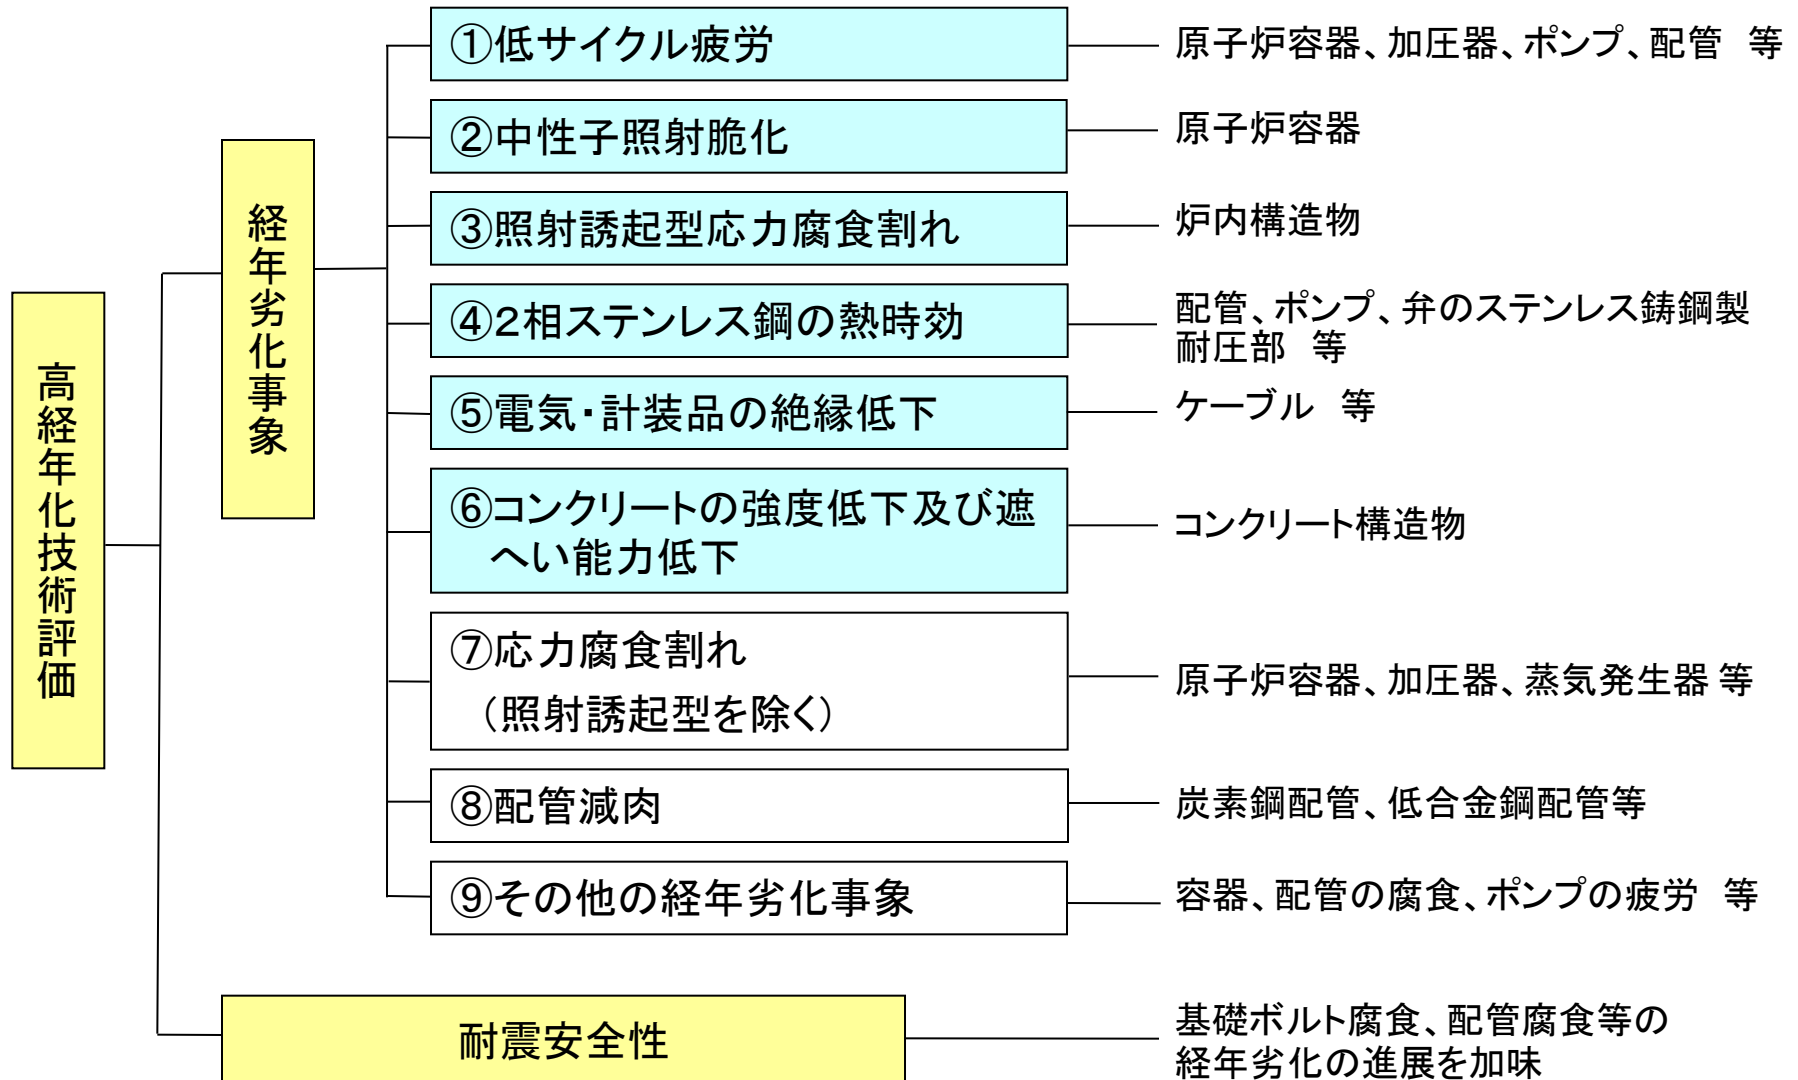 高経年化技術評価
経年劣化事象
①低サイクル疲労
原子炉容器、加圧器、ポンプ、配管　等
②中性子照射脆化
原子炉容器
③照射誘起型応力腐食割れ
炉内構造物
④２相ステンレス鋼の熱時効
配管、ポンプ、弁のステンレス鋳鋼製
耐圧部　等
⑤電気・計装品の絶縁低下
ケーブル　等
⑥コンクリートの強度低下及び遮
へい能力低下
コンクリート構造物
⑦応力腐食割れ
（照射誘起型を除く）
原子炉容器、加圧器、蒸気発生器 等
⑧配管減肉
炭素鋼配管、低合金鋼配管等
⑨その他の経年劣化事象
容器、配管の腐食、ポンプの疲労　等
耐震安全性
基礎ボルト腐食、配管腐食等の
経年劣化の進展を加味